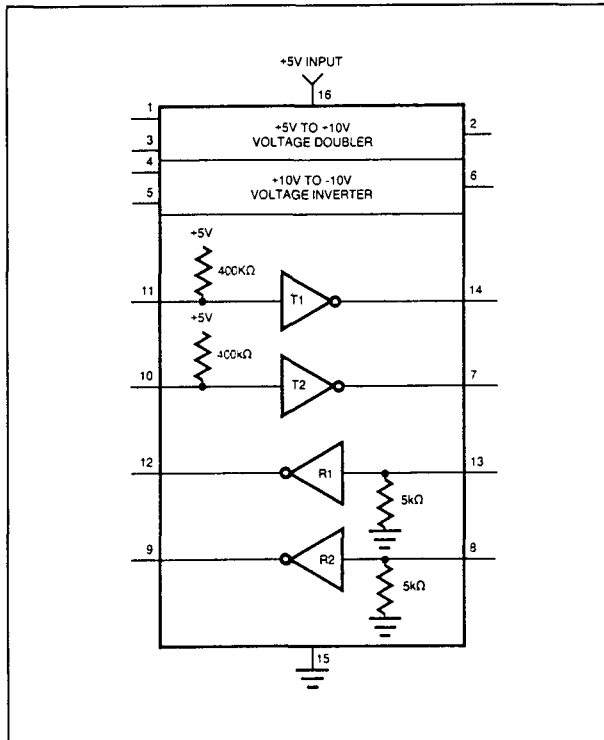 +5V INPUT
16
1
+5V TO +10V
VOLTAGE DOUBLER
2
3
4
+10V TO -10V
VOLTAGE INVERTER
6
5
+5V
400KΩ
11
T1
14
+5V
400kΩ
10
T2
7
12
R1
13
5kΩ
9
R2
8
5kΩ
15